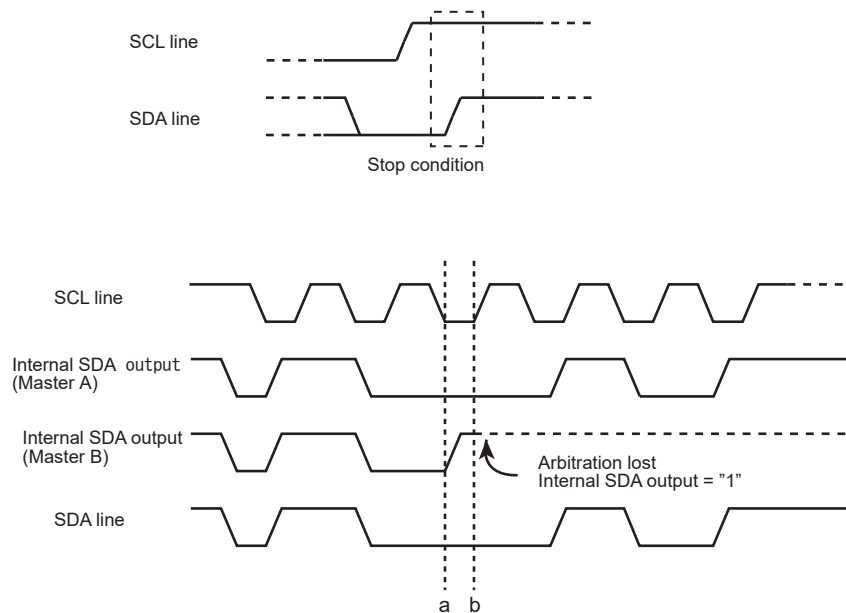 SCL line
SDA line
Stop condition
SCL line
Internal SDA output
(Master A)
Internal SDA output
(Master B)
Arbitration lost
Internal SDA output = ”1”
SDA line
a b